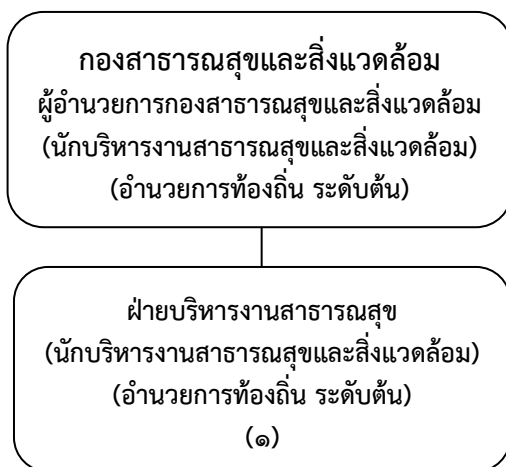 กองสาธารณสุขและสิ่งแวดล้อม
ผู้อำนวยการกองสาธารณสุขและสิ่งแวดล้อม
(นักบริหารงานสาธารณสุขและสิ่งแวดล้อม)
(อำนวยการท้องถิ่น ระดับต้น)
ฝ่ายบริหารงานสาธารณสุข
(นักบริหารงานสาธารณสุขและสิ่งแวดล้อม)
(อำนวยการท้องถิ่น ระดับต้น)
(๑)